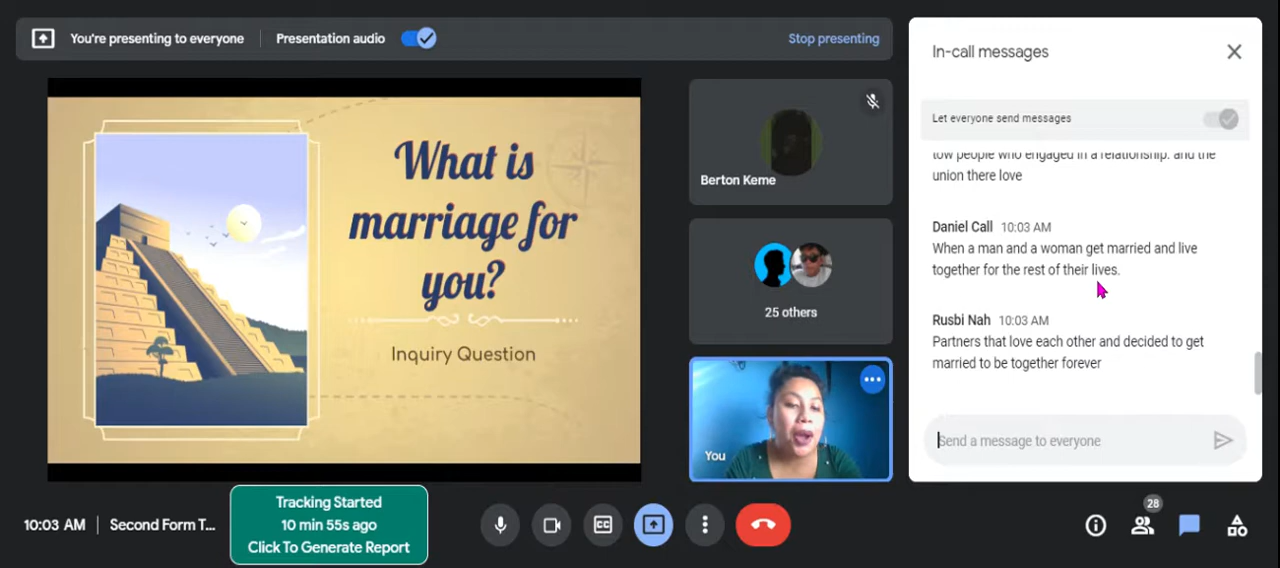 You're presenting to everyone
Presentation audio
Stop presenting
What is
marriage for
you?
Inquiry Question
Berton Keme
25 others
You
In-call messages
Let everyone send messages
tow people who engaged in a relationship. and the
union there love
Daniel Call 10:03 AM
When a man and a woman get married and live
together for the rest of their lives.
Rusbi Nah 10:03 AM
Partners that love each other and decided to get
married to be together forever
Send a message to everyone
10:03 AM
Second Form T...
Tracking Started
10 min 55s ago
Click To Generate Report
CC
28